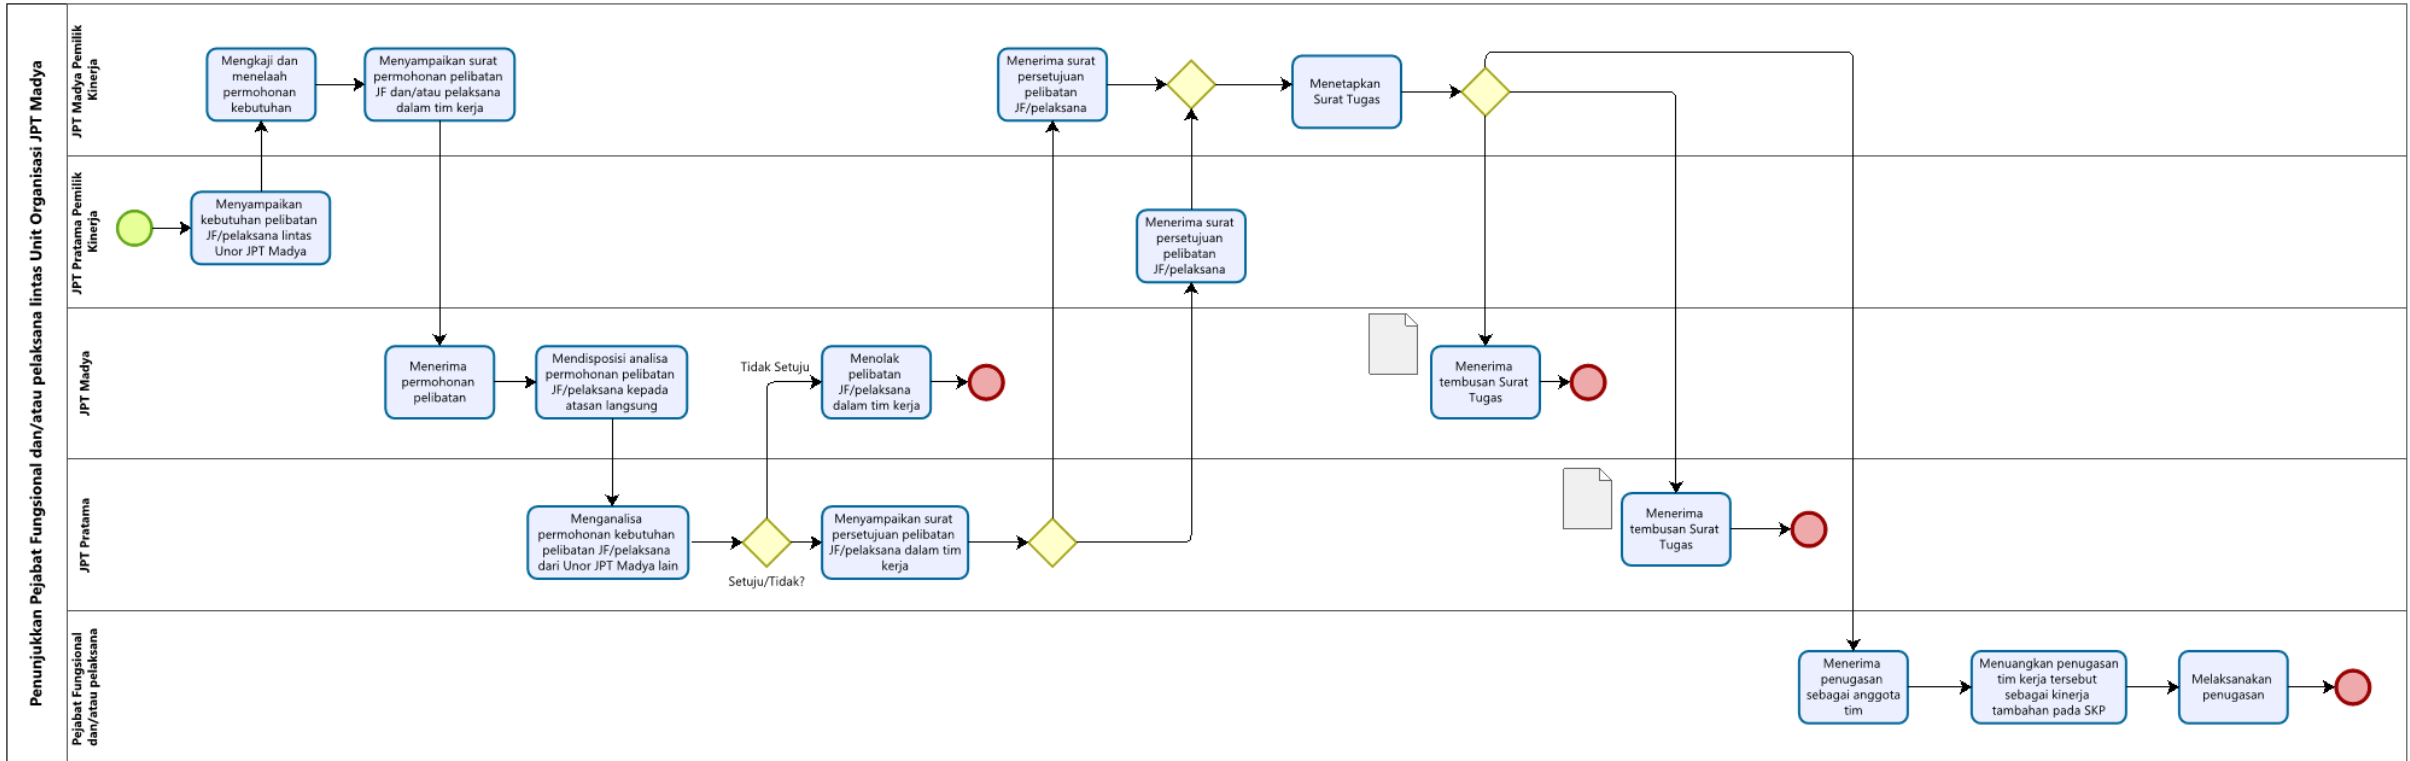 Penunjukkan Pejabat Fungsional dan/atau pelaksana lintas Unit Organisasi JPT Madya
JPT Madya Pemilik
Kinerja
Mengkaji dan
menelaah
permohonan
kebutuhan
Menyampaikan surat
permohonan pelibatan
JF dan/atau pelaksana
dalam tim kerja
Menerima surat
persetujuan
pelibatan
JF/pelaksana
Menetapkan
Surat Tugas
JPT Pratama Pemilik
Kinerja
Menyampaikan
kebutuhan pelibatan
JF/pelaksana lintas
Unor JPT Madya
Menerima surat
persetujuan
pelibatan
JF/pelaksana
JPT Madya
Menerima
permohonan
pelibatan
Mendisposisi analisa
permohonan pelibatan
JF/pelaksana kepada
atasan langsung
Tidak Setuju
Menolak
pelibatan
JF/pelaksana
dalam tim kerja
Menerima
tembusan Surat
Tugas
JPT Pratama
Menganalisa
permohonan kebutuhan
pelibatan JF/pelaksana
dari Unor JPT Madya lain
Setuju/Tidak?
Menyampaikan surat
persetujuan pelibatan
JF/pelaksana dalam tim
kerja
Menerima
tembusan Surat
Tugas
Pejabat Fungsional
dan/atau pelaksana
Menerima
penugasan
sebagai anggota
tim
Menuangkan penugasan
tim kerja tersebut
sebagai kinerja
tambahan pada SKP
Melaksanakan
penugasan